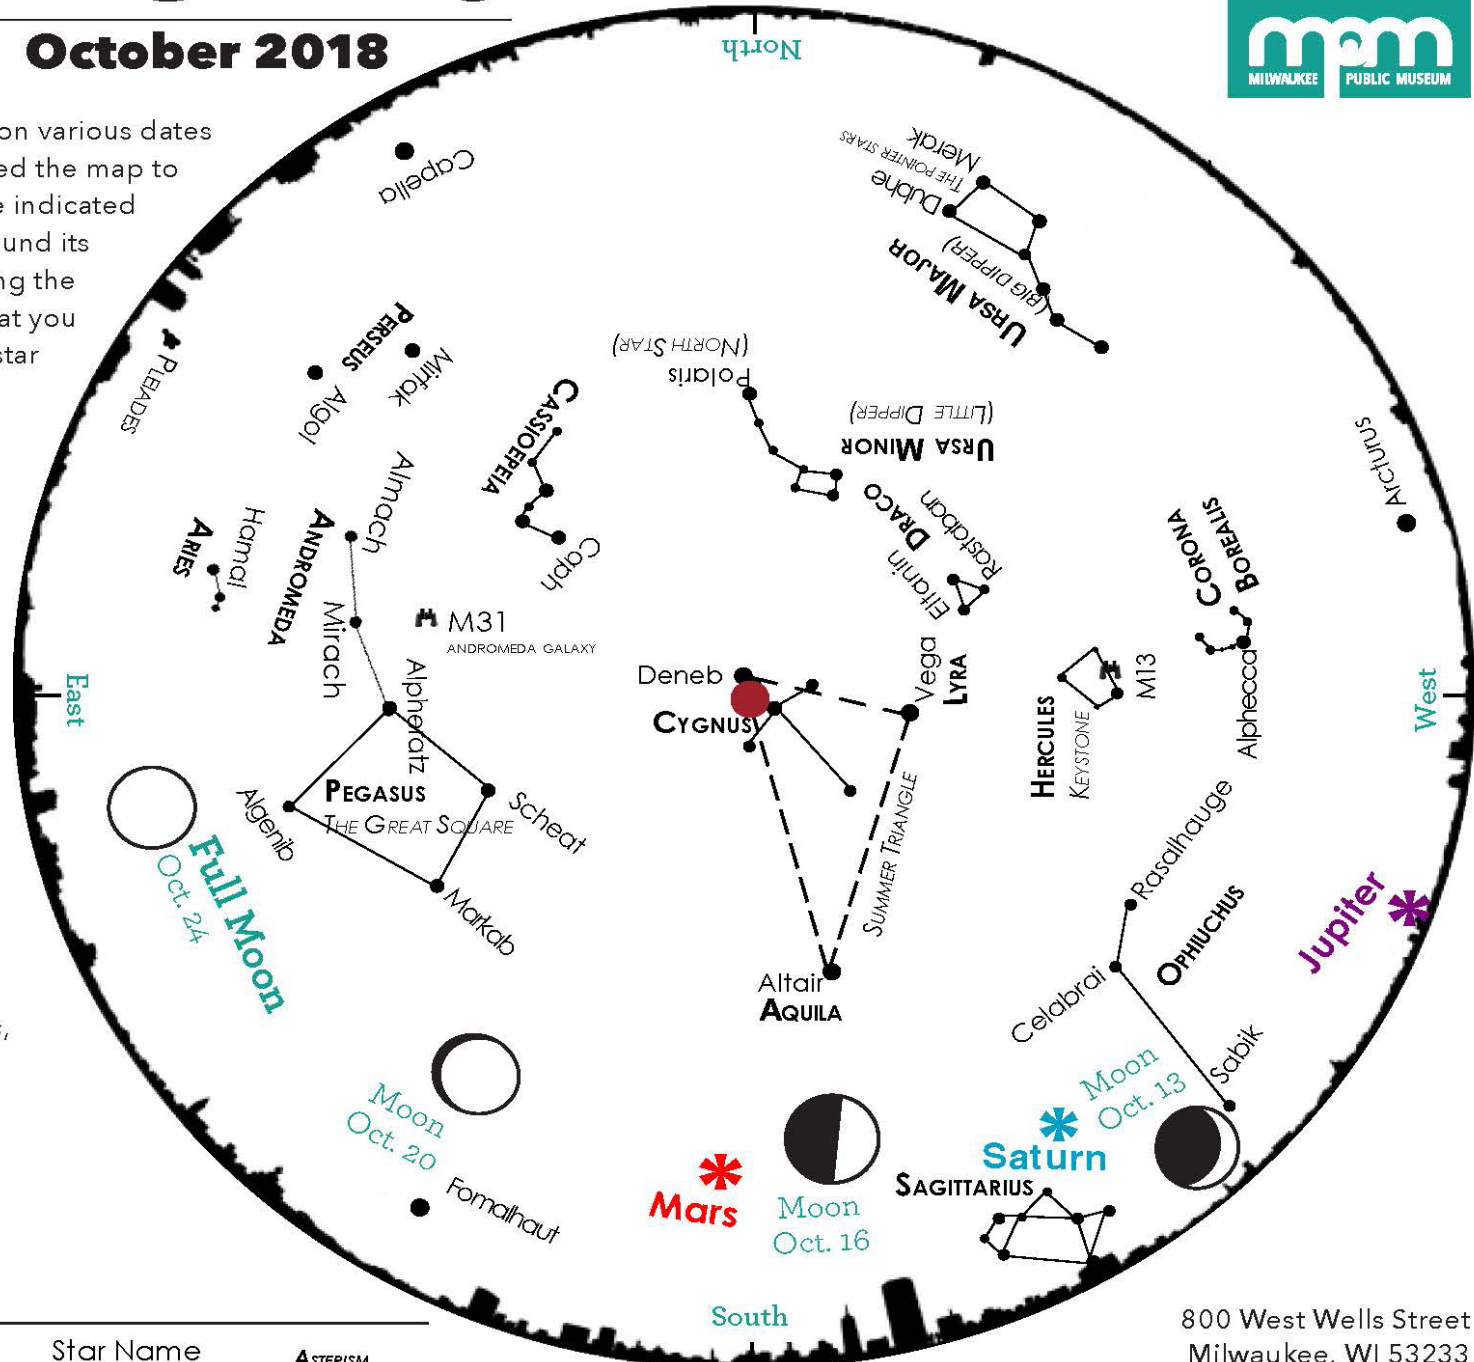 October 2018
mpm
MILWAUKEE PUBLIC MUSEUM
on various dates
ed the map to
e indicated
und its
ng the
at you
star
North
Capella
Merak
THE POINTER STARS
Dubhe
URSA MAJOR
(BIG DIPPER)
PLEIADES
PERSEUS
Mirfak
Algol
(NORTH STAR)
Polaris
CASSIOPEIA
Caph
(LITTLE DIPPER)
URSA MINOR
DRACO
Rastaban
Eltanin
Arcturus
CORONA
BOREALIS
Alphecca
ARIES
Hamal
ANDROMEDA
Almach
Mirach
Alpheratz
M31
ANDROMEDA GALAXY
Deneb
CYGNUS
Vega
LYRA
HERCULES
KEYSTONE
M13
East
West
PEGASUS
THE GREAT SQUARE
Algenib
Scheat
Markab
SUMMER TRIANGLE
Altair
AQUILA
Rasalhauge
OPHIUCHUS
Celabrai
Sabik
Jupiter
Full Moon
Oct. 24
s,
Moon
Oct. 20
Fomalhaut
Mars
Moon
Oct. 16
Moon
Oct. 13
Saturn
SAGITTARIUS
South
Star Name
ASTERISM
800 West Wells Street
Milwaukee, WI 53233